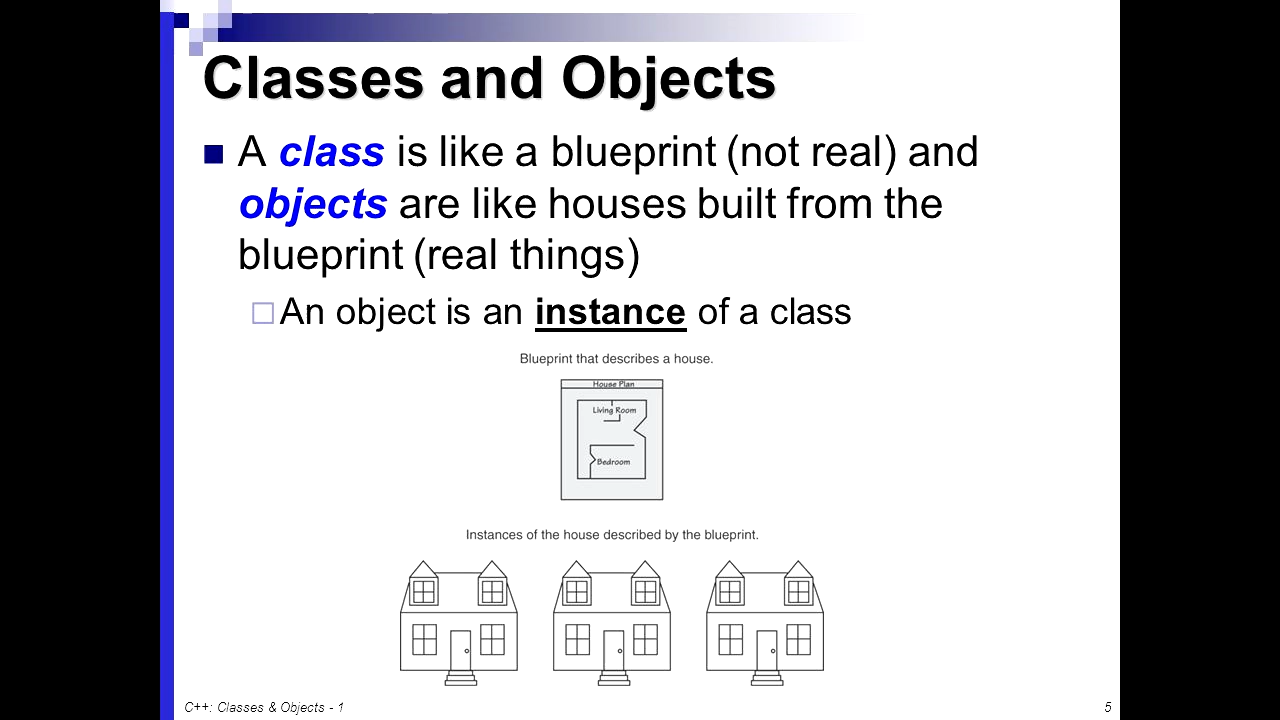 Classes and Objects
A class is like a blueprint (not real) and
objects are like houses built from the
blueprint (real things)
An object is an instance of a class
Blueprint that describes a house.
House Plan
Living Room
Bedroom
Instances of the house described by the blueprint.
C++: Classes & Objects - 1
5